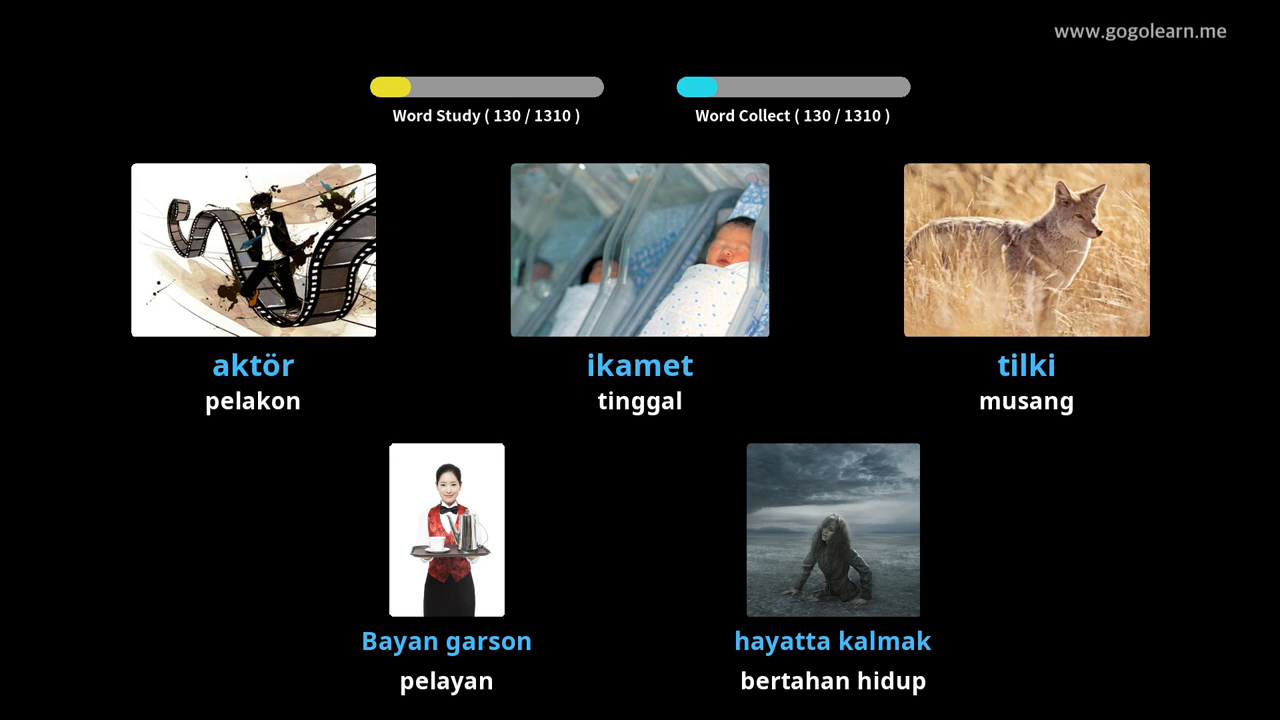 www.gogolearn.me
Word Study ( 130 / 1310 )
Word Collect ( 130 / 1310 )
aktör
pelakon
ikamet
tinggal
tilki
musang
Bayan garson
pelayan
hayatta kalmak
bertahan hidup